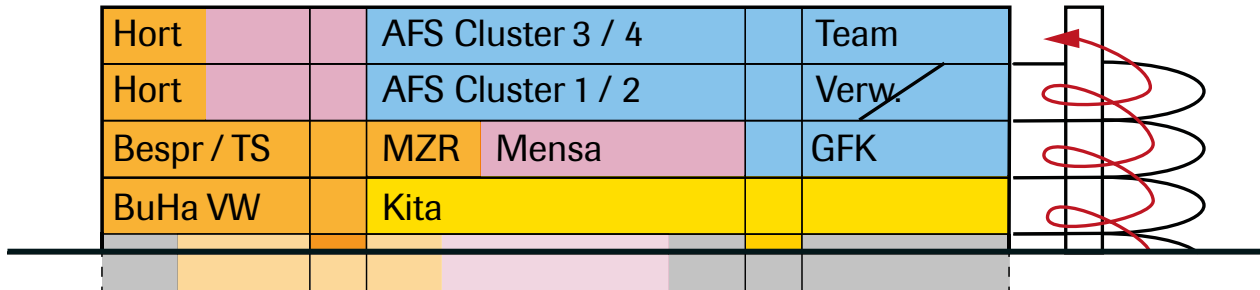 Hort AFS Cluster 3 / 4 Team
Hort AFS Cluster 1 / 2 Verw.
Bespr / TS MZR Mensa GFK
BuHa VW Kita